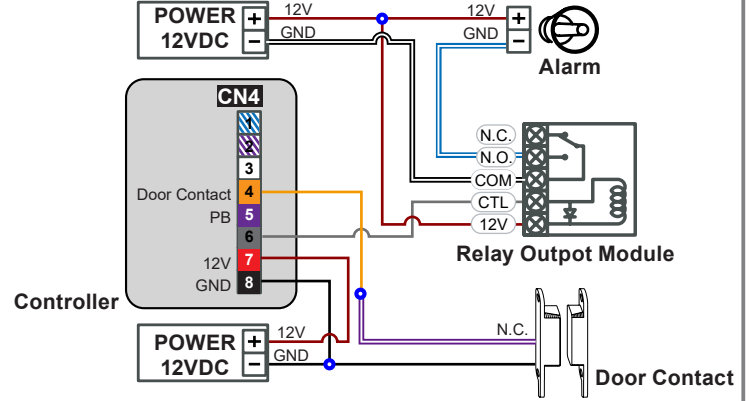 POWER + 12V 12V +
12VDC − GND GND −
Alarm
CN4
1
2
3
Door Contact 4
PB 5
6
12V 7
GND 8
Controller
N.C.
N.O.
COM
CTL
12V
Relay Outpot Module
POWER + 12V
12VDC − GND
N.C.
Door Contact